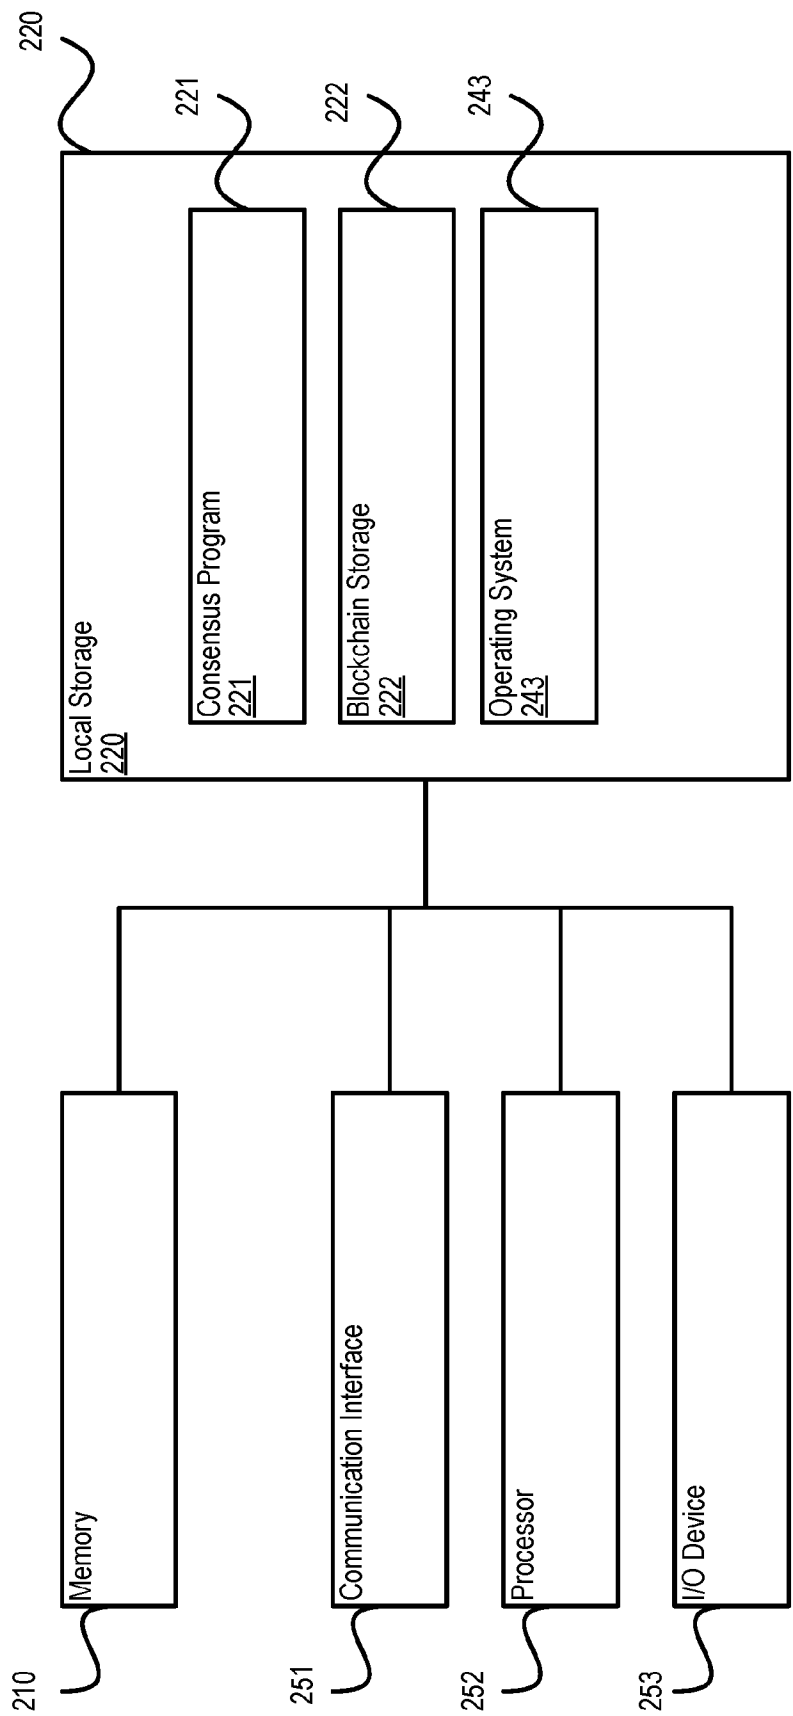 210
Memory
251
Communication Interface
252
Processor
253
I/O Device
220
Local Storage
220
221
Consensus Program
221
222
Blockchain Storage
222
243
Operating System
243